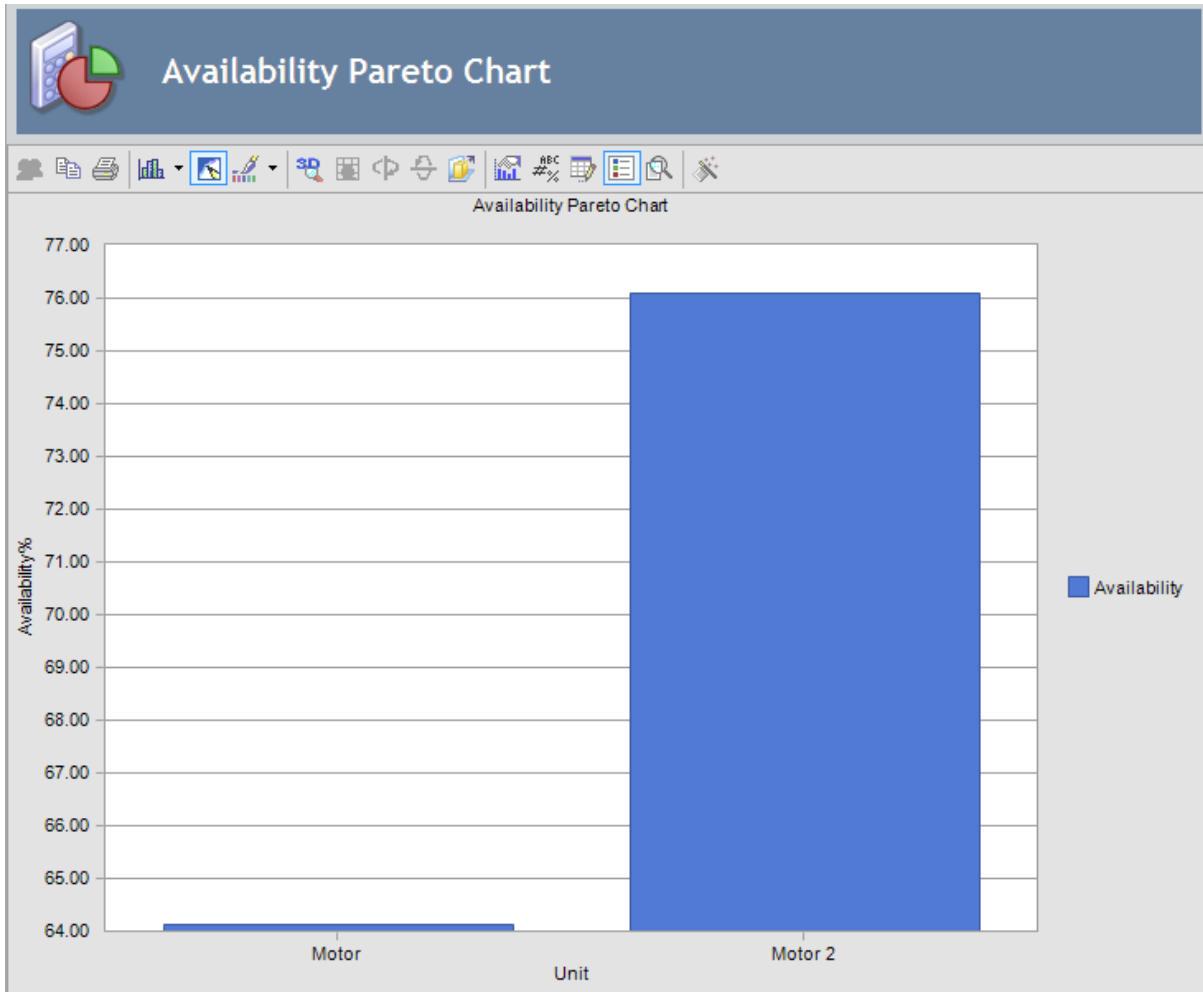 Availability Pareto Chart
3D
ABC
#%
Availability Pareto Chart
77.00
76.00
75.00
74.00
73.00
72.00
71.00
70.00
69.00
68.00
67.00
66.00
65.00
64.00
Availability%
Motor
Motor 2
Unit
Availability